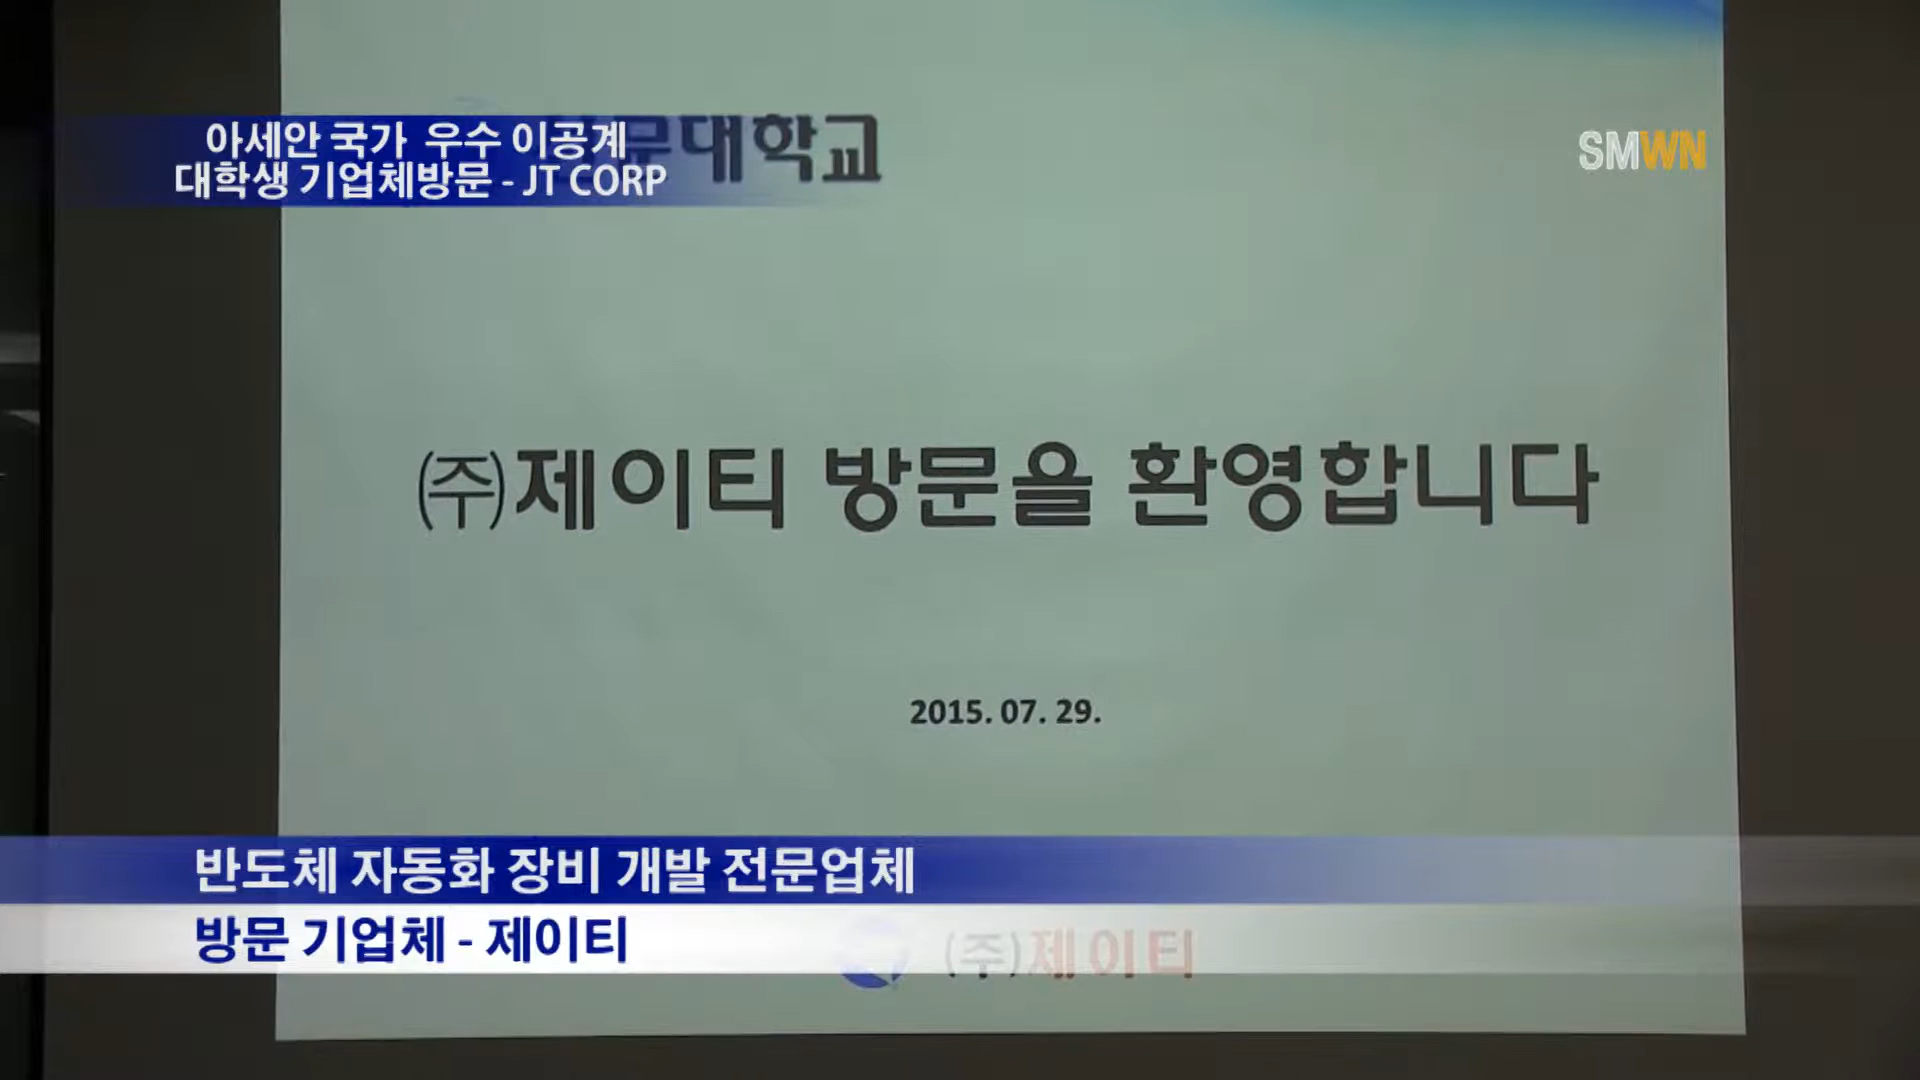 아세안 국가 우수 이공계
대학생 기업체방문 - JT CORP
문대학교
SMWN
㈜제이티 방문을 환영합니다
2015. 07. 29.
반도체 자동화 장비 개발 전문업체
방문 기업체 - 제이티
(주)제이티